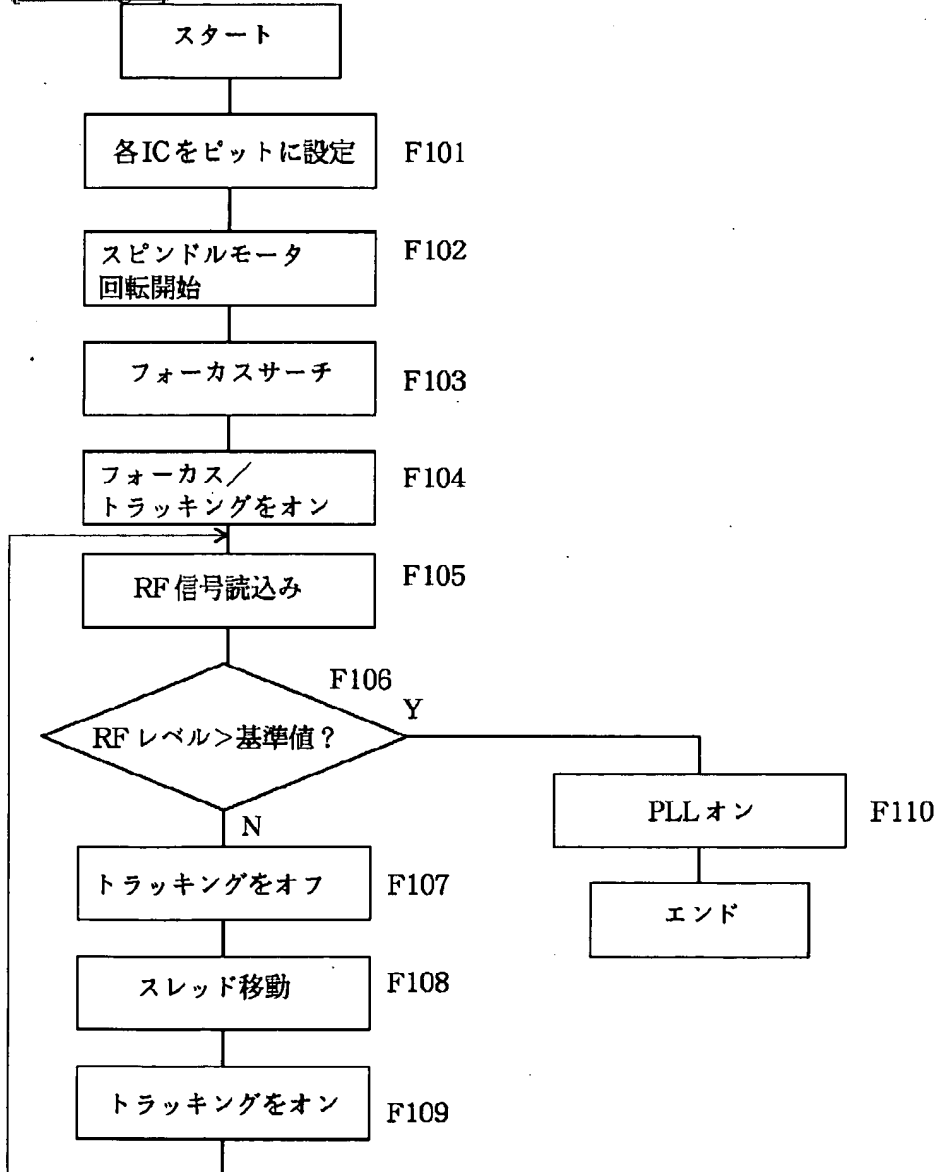 スタート
各ICをピットに設定
F101
スピンドルモータ
回転開始
F102
フォーカスサーチ
F103
フォーカス／
トラッキングをオン
F104
RF信号読込み
F105
F106
RFレベル＞基準値？
Y
N
PLLオン
F110
エンド
トラッキングをオフ
F107
スレッド移動
F108
トラッキングをオン
F109